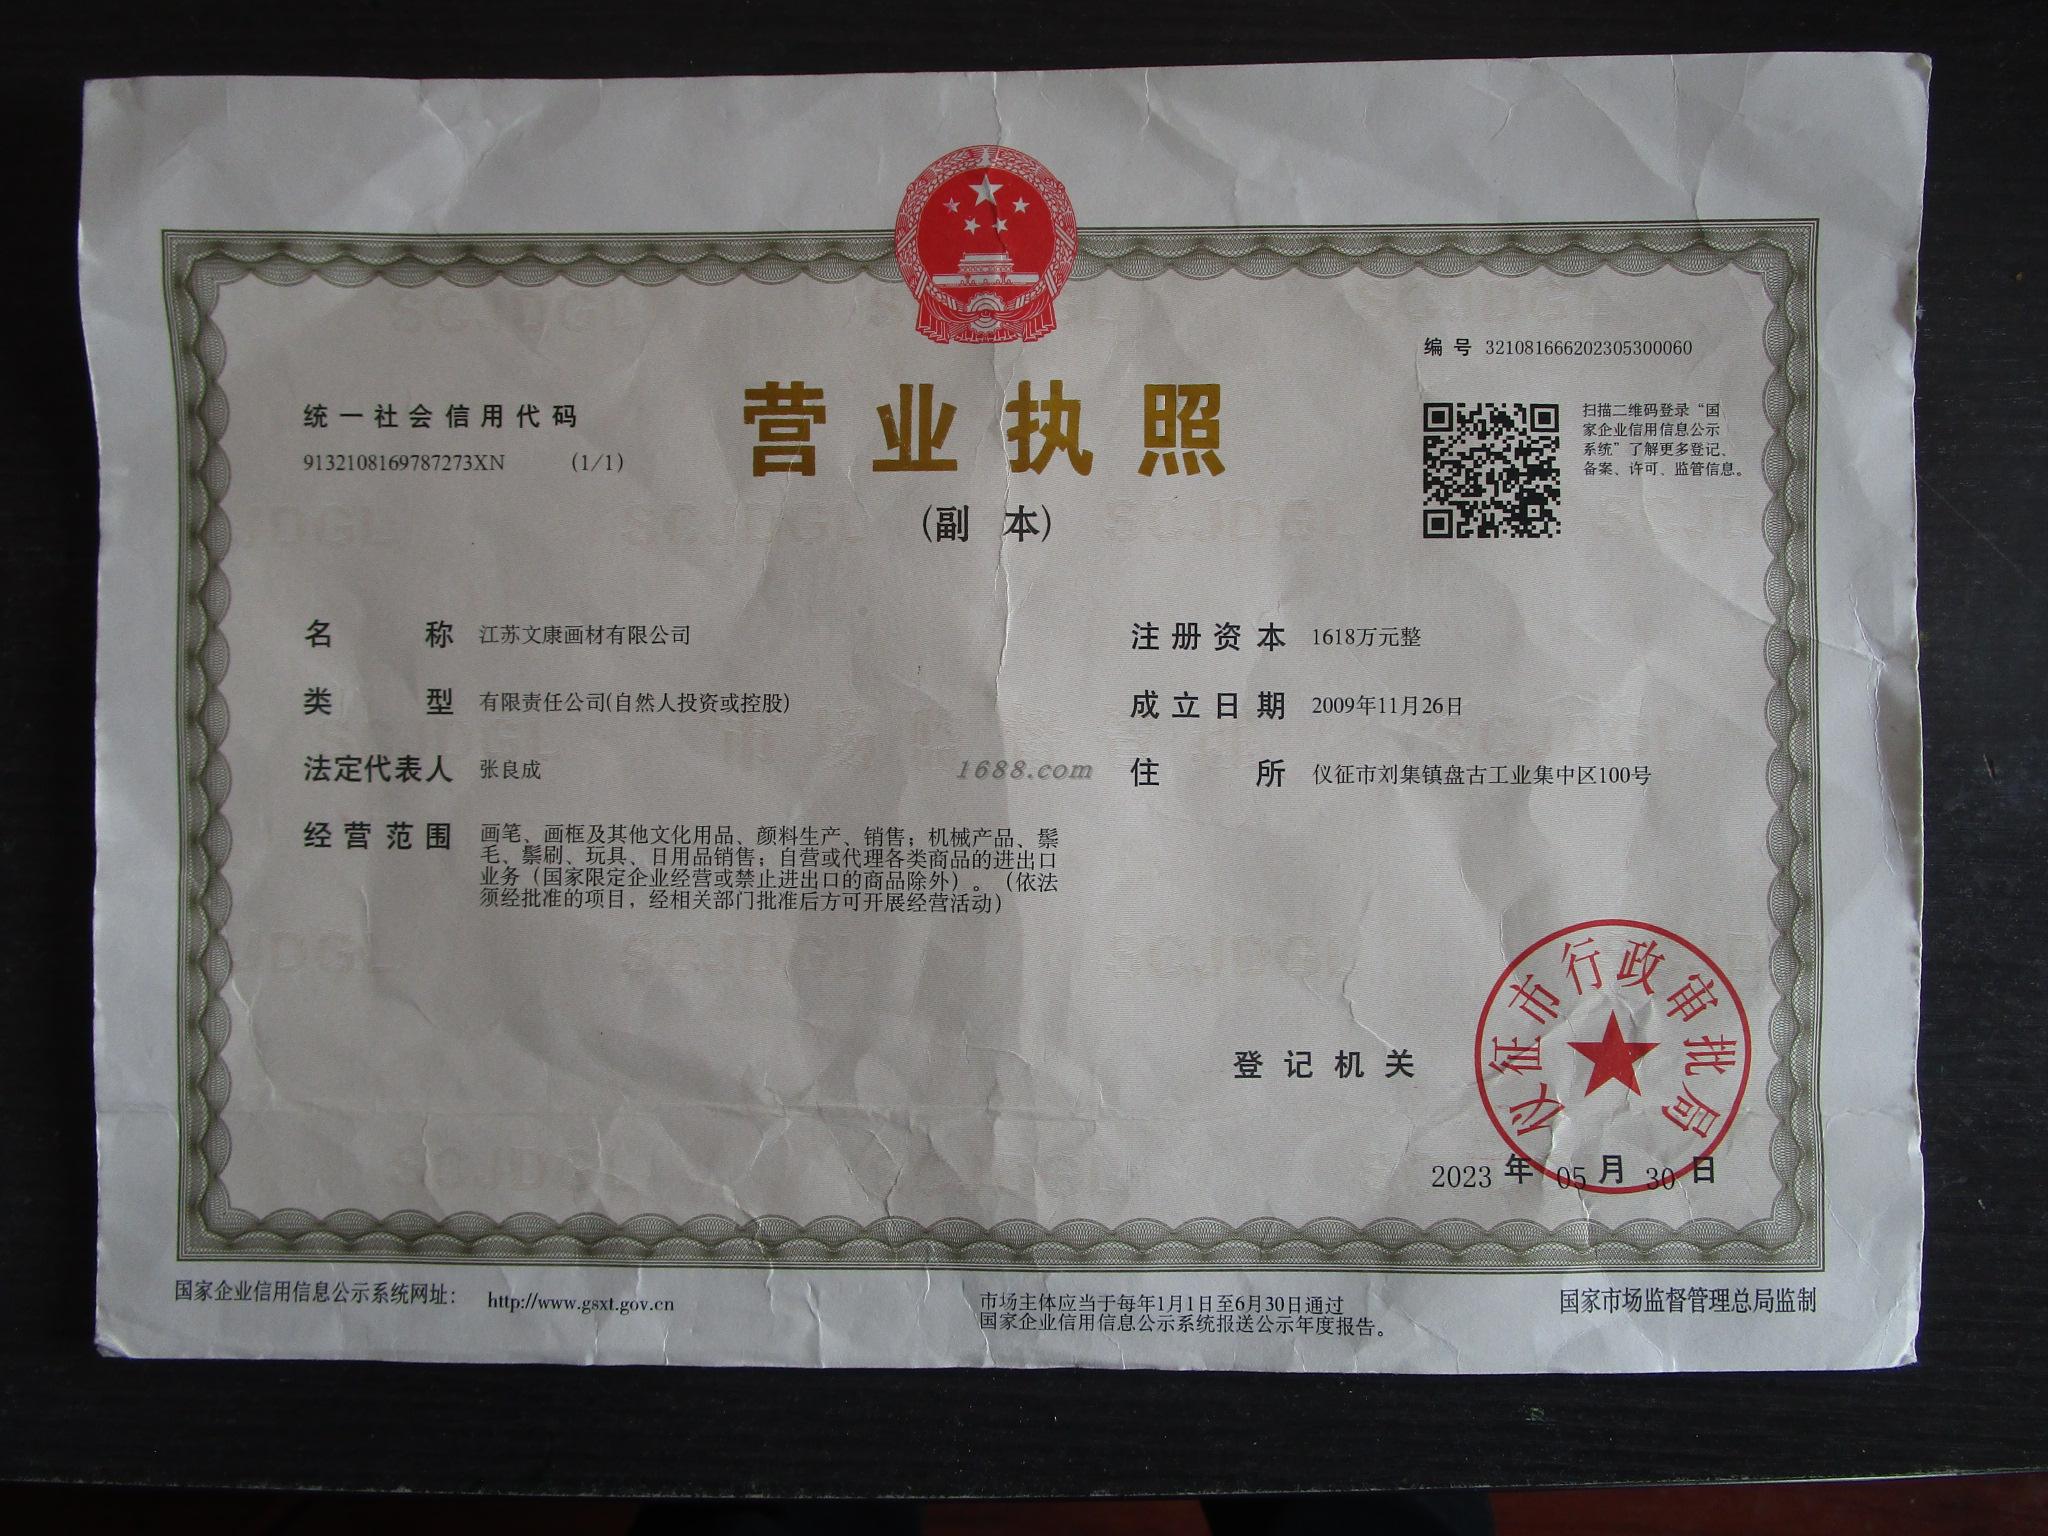 编号 321081666202305300060
统一社会信用代码
9132108169787273XN (1/1)
营业执照
(副本)
扫描二维码登录“国
家企业信用信息公示
系统”了解更多登记、
备案、许可、监管信息。
名称 江苏文康画材有限公司
类型 有限责任公司(自然人投资或控股)
法定代表人 张良成
经营范围 画笔、画框及其他文化用品、颜料生产、销售；机械产品、鬃
毛、鬃刷、玩具、日用品销售；自营或代理各类商品的进出口
业务（国家限定企业经营或禁止进出口的商品除外）。（依法
须经批准的项目，经相关部门批准后方可开展经营活动）
注册资本 1618万元整
成立日期 2009年11月26日
住所 仪征市刘集镇盘古工业集中区100号
1688.com
登记机关
仪征市行政审批局
2023年05月30日
国家企业信用信息公示系统网址： http://www.gsxt.gov.cn
市场主体应当于每年1月1日至6月30日通过
国家企业信用信息公示系统报送公示年度报告。
国家市场监督管理总局监制